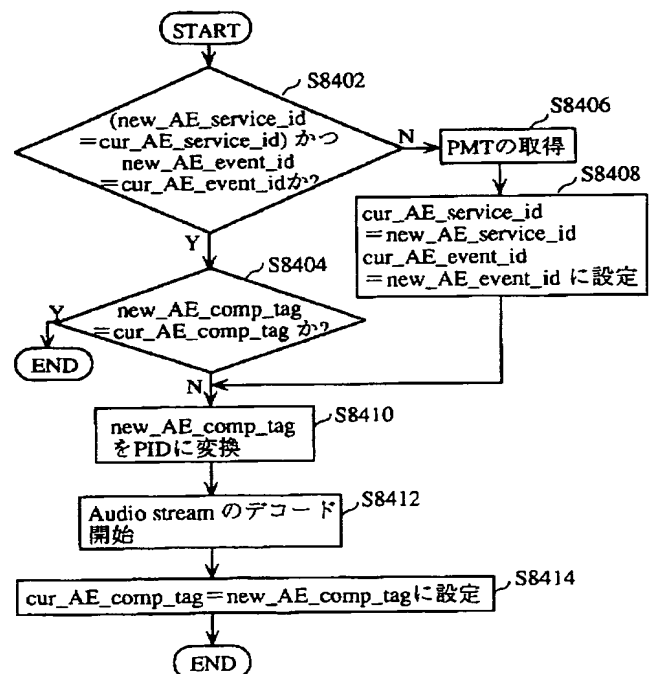 START
S8402
(new_AE_service_id
=cur_AE_service_id) かつ
new_AE_event_id
=cur_AE_event_idか?
N
S8406
PMTの取得
S8408
cur_AE_service_id
=new_AE_service_id
cur_AE_event_id
=new_AE_event_id に設定
Y
S8404
new_AE_comp_tag
=cur_AE_comp_tag か?
Y
END
N
S8410
new_AE_comp_tag
をPIDに変換
S8412
Audio stream のデコード
開始
S8414
cur_AE_comp_tag=new_AE_comp_tagに設定
END